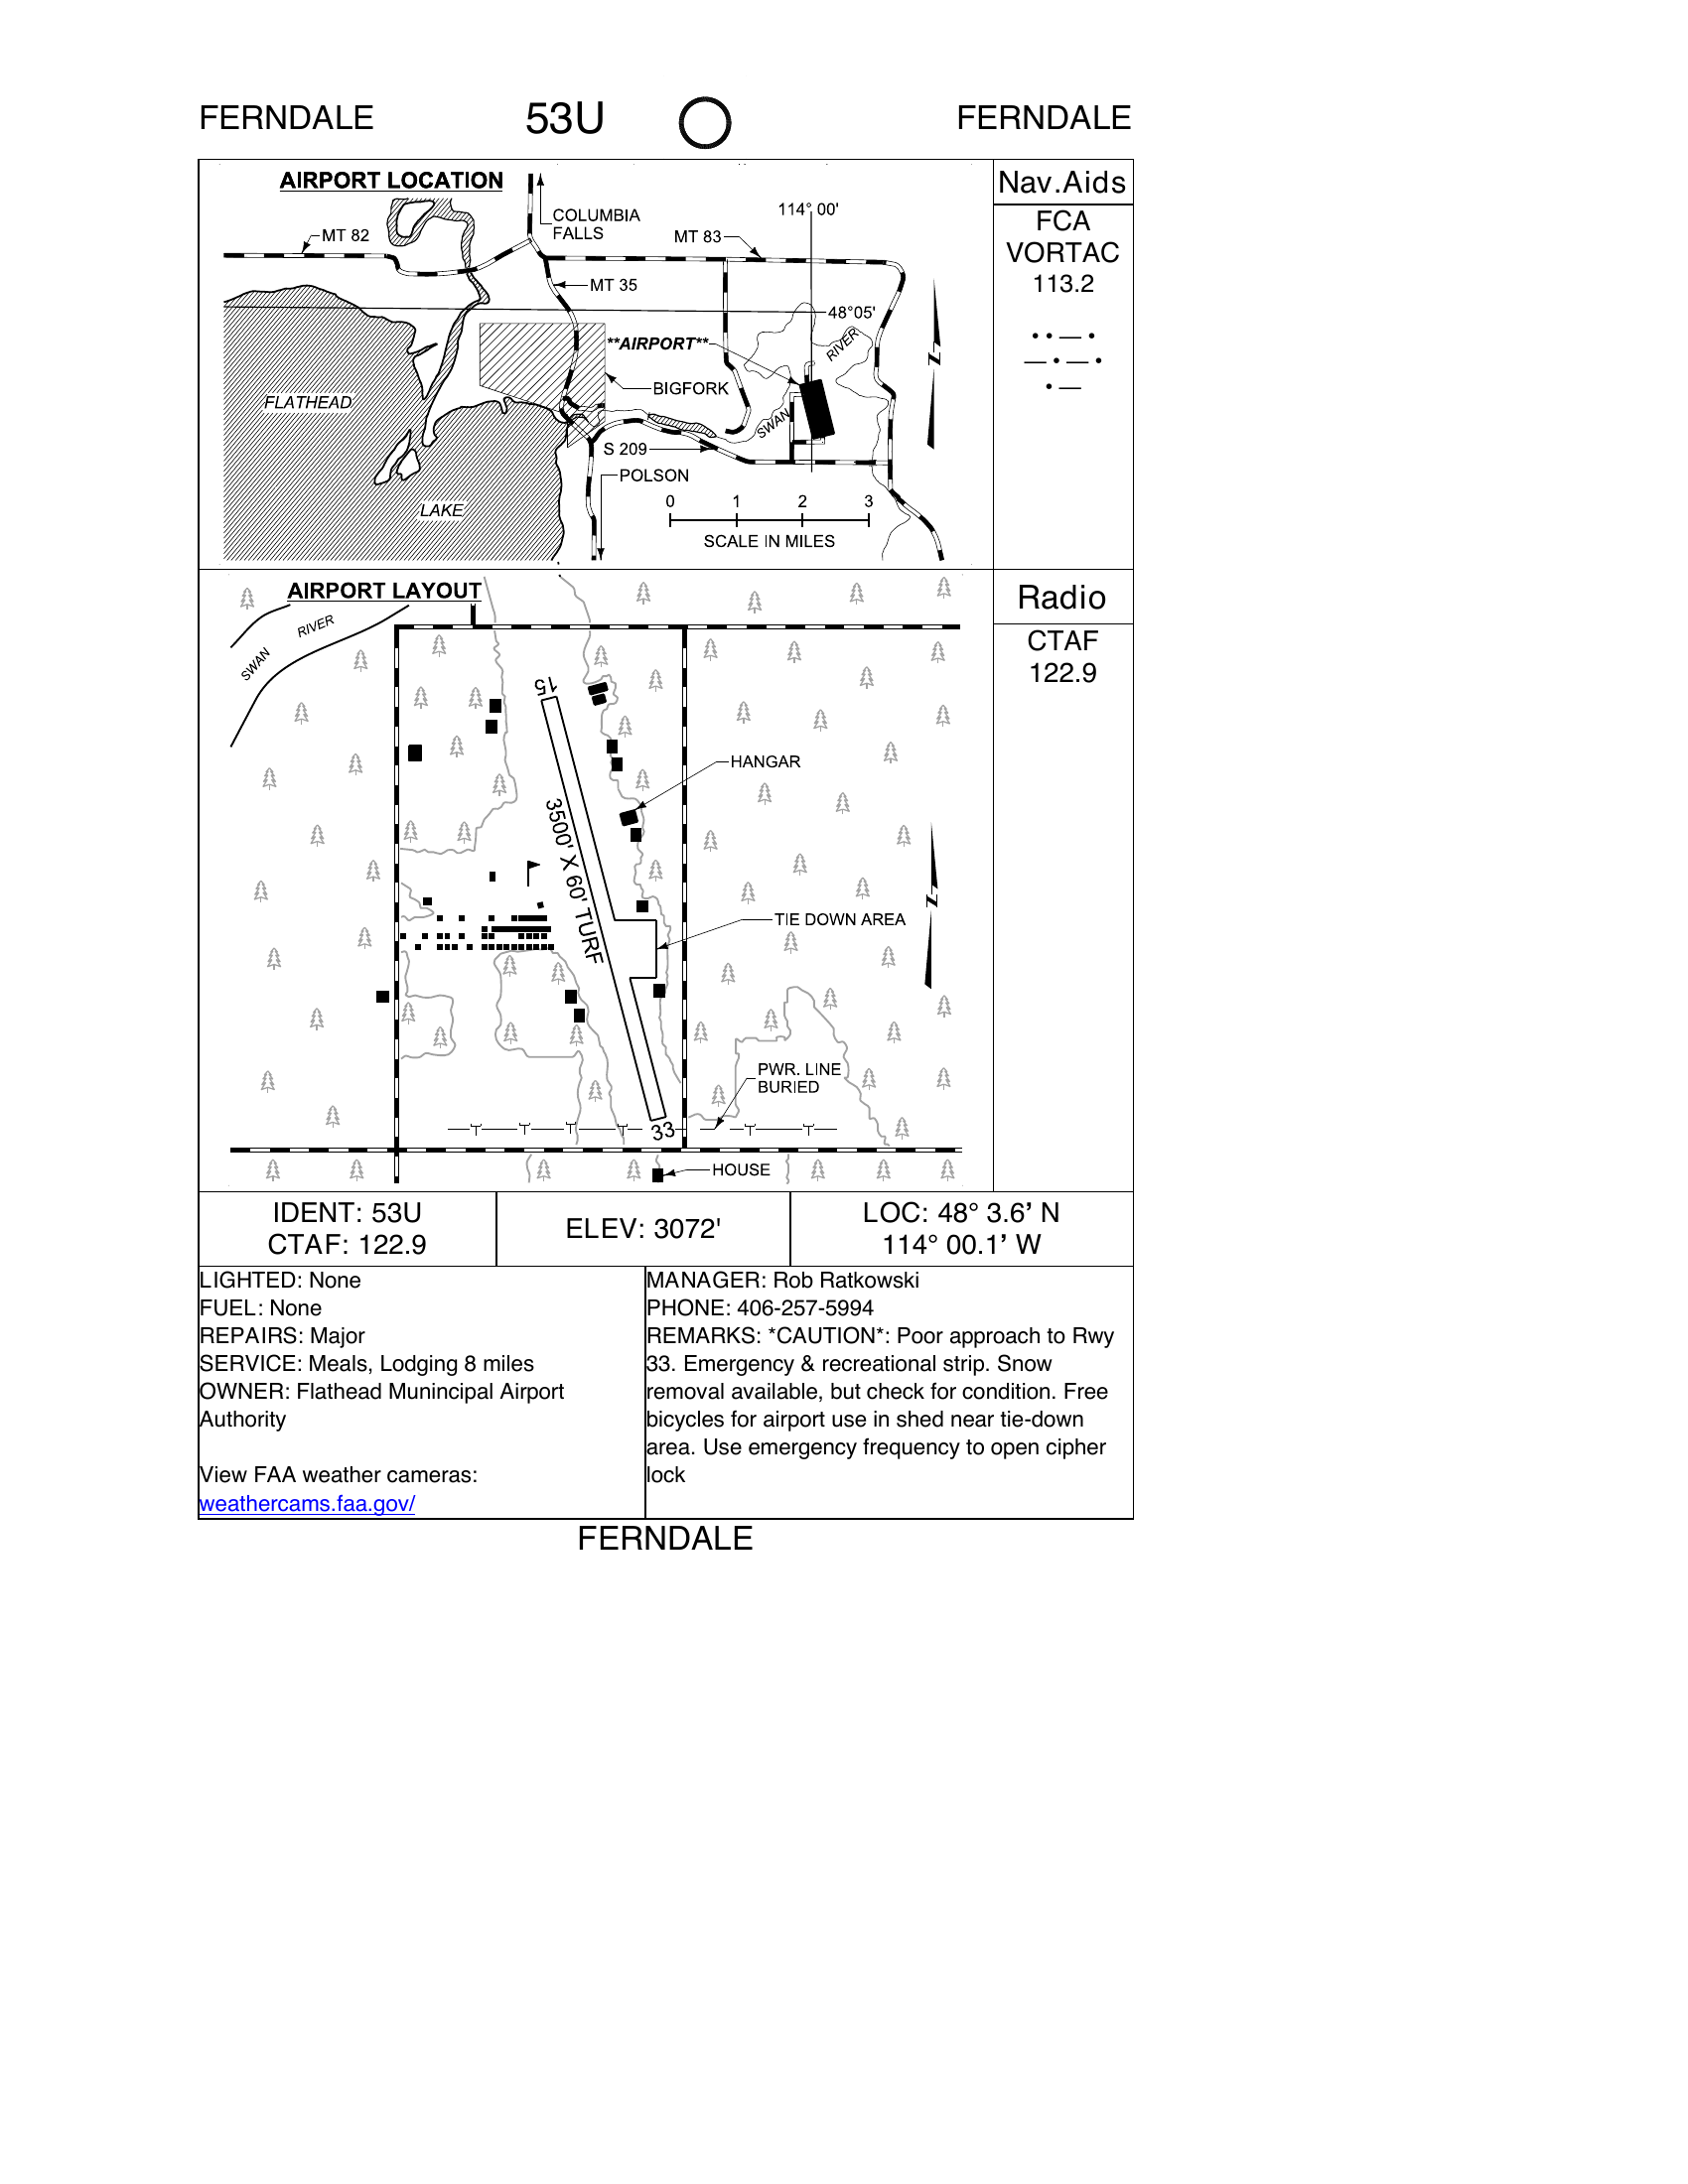 FERNDALE 53U FERNDALE
AIRPORT LOCATION
COLUMBIA
FALLS
MT 82
MT 83
114° 00'
MT 35
48°05'
**AIRPORT**
RIVER
BIGFORK
FLATHEAD
SWAN
S 209
POLSON
LAKE
0 1 2 3
SCALE IN MILES
Nav.Aids
FCA
VORTAC
113.2
•• — •
— • — •
• —
AIRPORT LAYOUT
RIVER
SWAN
15
HANGAR
3500' X 60' TURF
TIE DOWN AREA
PWR. LINE
BURIED
33
HOUSE
N
N
Radio
CTAF
122.9
IDENT: 53U
CTAF: 122.9
ELEV: 3072'
LOC: 48° 3.6’ N
114° 00.1’ W
LIGHTED: None
FUEL: None
REPAIRS: Major
SERVICE: Meals, Lodging 8 miles
OWNER: Flathead Munincipal Airport
Authority
View FAA weather cameras:
weathercams.faa.gov/
MANAGER: Rob Ratkowski
PHONE: 406-257-5994
REMARKS: *CAUTION*: Poor approach to Rwy
33. Emergency & recreational strip. Snow
removal available, but check for condition. Free
bicycles for airport use in shed near tie-down
area. Use emergency frequency to open cipher
lock
FERNDALE